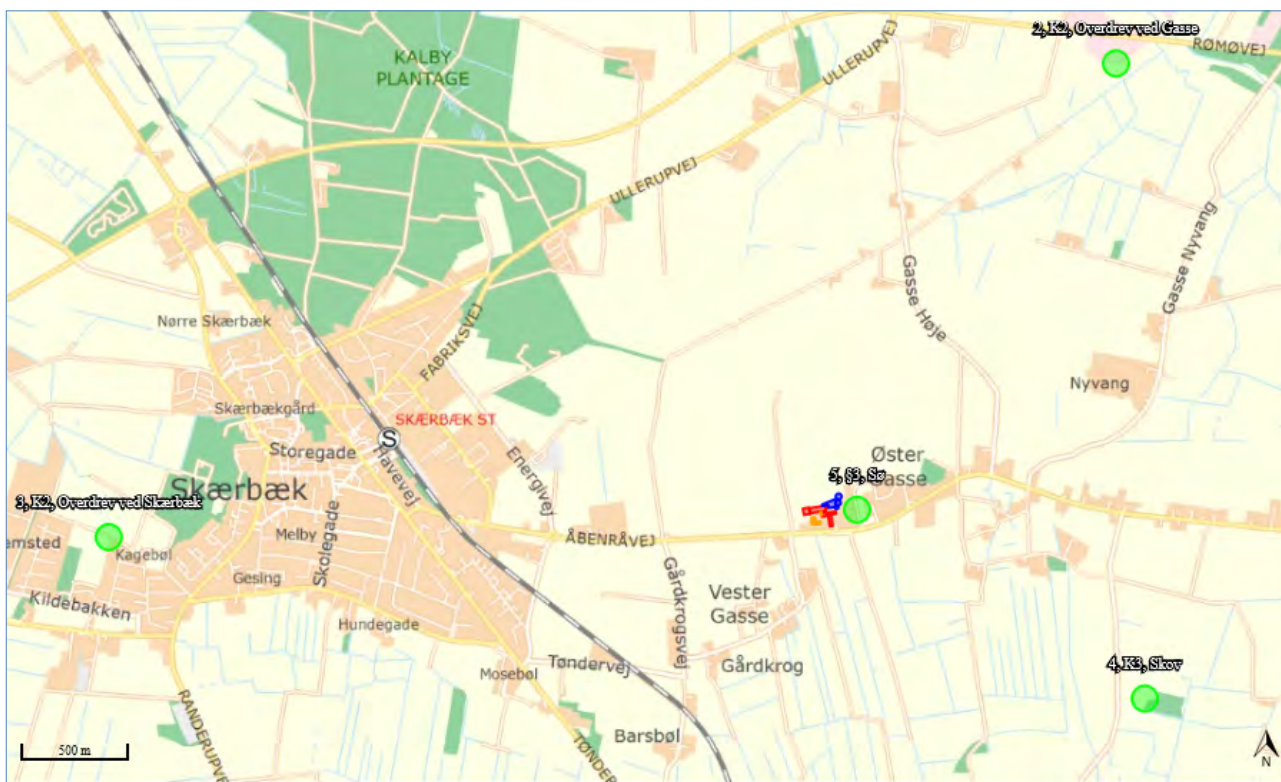 2, K2, Overdrev ved Gasse
RØMØVEJ
KALBY
PLANTAGE
ULLERUPVEJ
ULLERUPVEJ
Gasse Nyvang
Gasse Høje
Nørre Skærbæk
FABRIKSVEJ
Nyvang
Skærbækgård
SKÆRBÆK ST
S
Storegade
Havevej
Energivej
Øster
Gasse
5, §3, Sø
Skærbæk
3, K2, Overdrev ved Skærbæk
Melby
Skolegade
ÅBENRÅVEJ
emsted
Kagebøl
Gesing
Kildebakken
Gårdkrogsvej
Vester
Gasse
Hundegade
Gårdkrog
Tøndervej
Mosebøl
4, K3, Skov
RANDERUPVEJ
Barsbøl
TØNDE
500 m
N